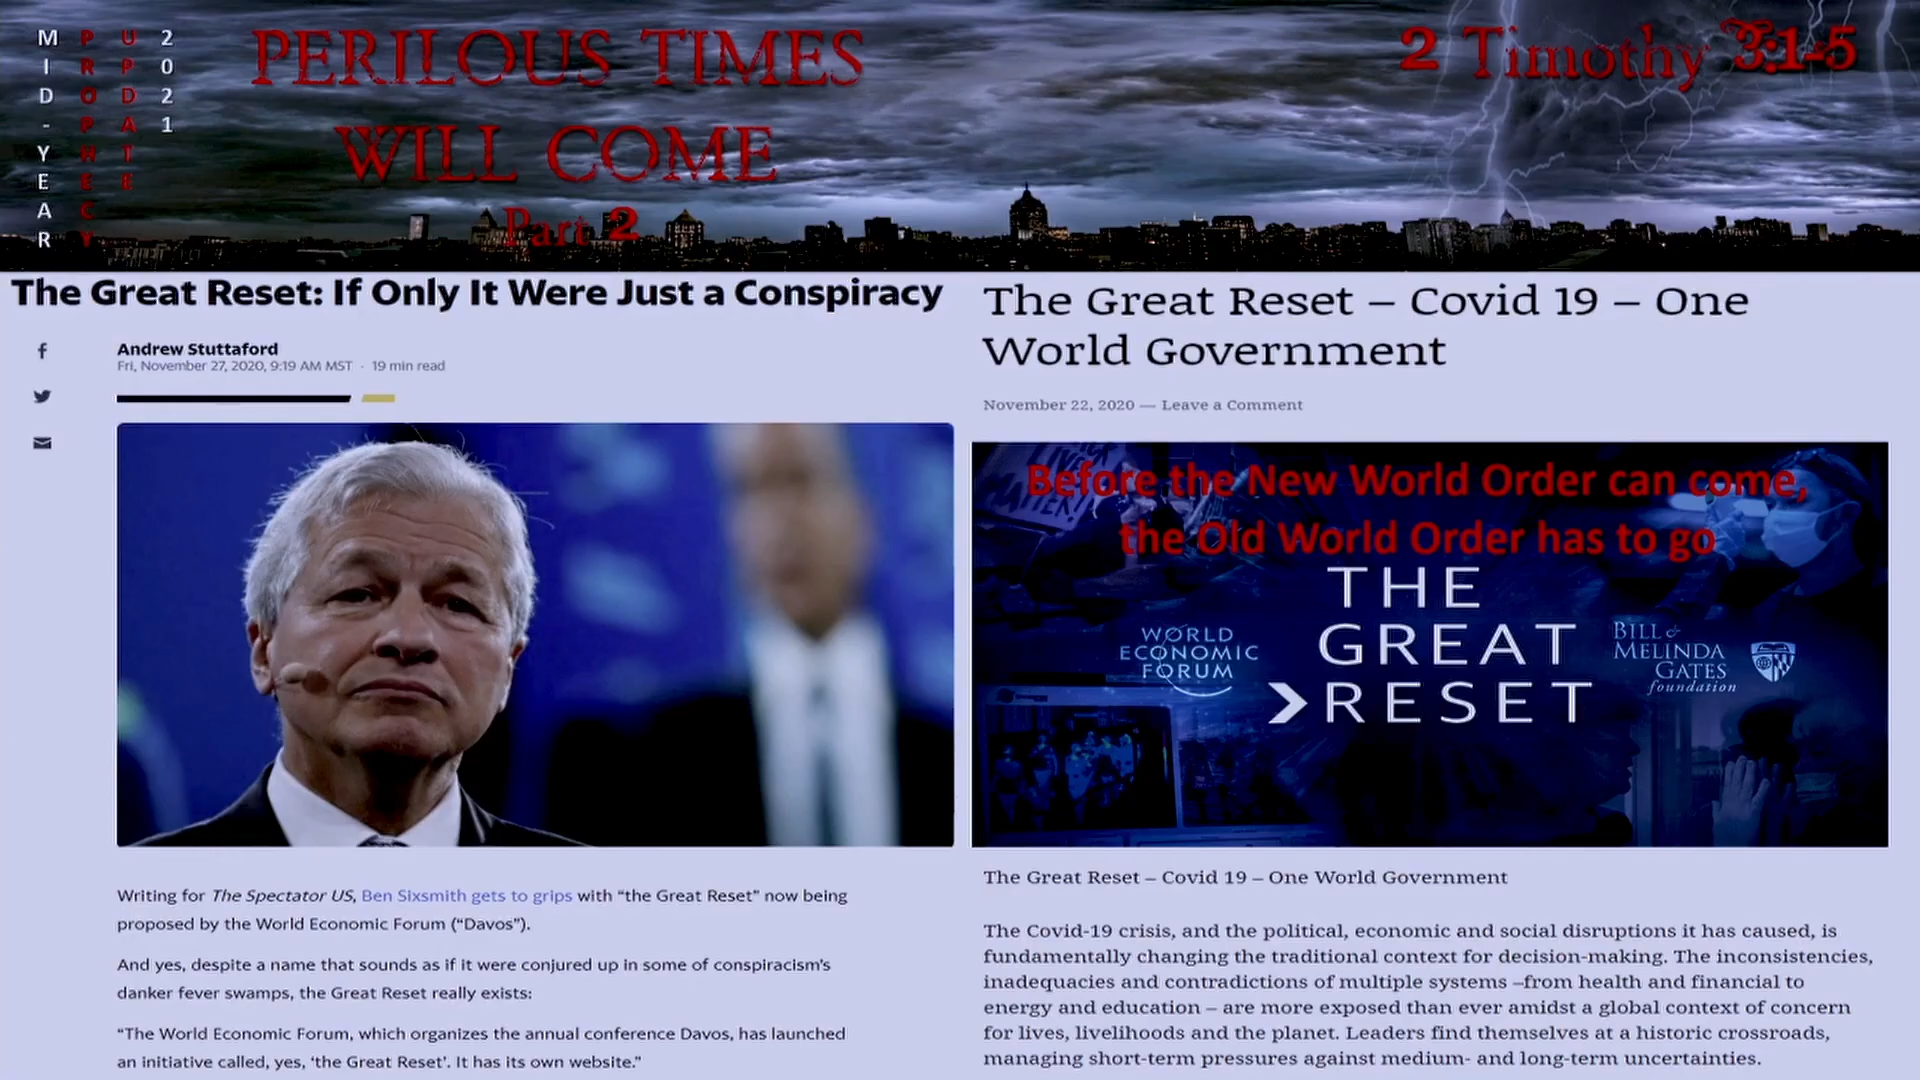 MID-YEAR
PROPHECY
UPDATE
2021
PERILOUS TIMES
WILL COME
Part 2
2 Timothy 3:1-5
The Great Reset: If Only It Were Just a Conspiracy
Andrew Stuttaford
Fri, November 27, 2020, 9:19 AM MST · 19 min read
Writing for The Spectator US, Ben Sixsmith gets to grips with “the Great Reset” now being
proposed by the World Economic Forum (“Davos”).
And yes, despite a name that sounds as if it were conjured up in some of conspiracism’s
danker fever swamps, the Great Reset really exists:
“The World Economic Forum, which organizes the annual conference Davos, has launched
an initiative called, yes, ‘the Great Reset’. It has its own website.”
The Great Reset – Covid 19 – One
World Government
November 22, 2020 — Leave a Comment
Before the New World Order can come,
the Old World Order has to go
THE
GREAT
RESET
WORLD
ECONOMIC
FORUM
BILL &
MELINDA
GATES
foundation
The Great Reset – Covid 19 – One World Government
The Covid-19 crisis, and the political, economic and social disruptions it has caused, is
fundamentally changing the traditional context for decision-making. The inconsistencies,
inadequacies and contradictions of multiple systems –from health and financial to
energy and education – are more exposed than ever amidst a global context of concern
for lives, livelihoods and the planet. Leaders find themselves at a historic crossroads,
managing short-term pressures against medium- and long-term uncertainties.